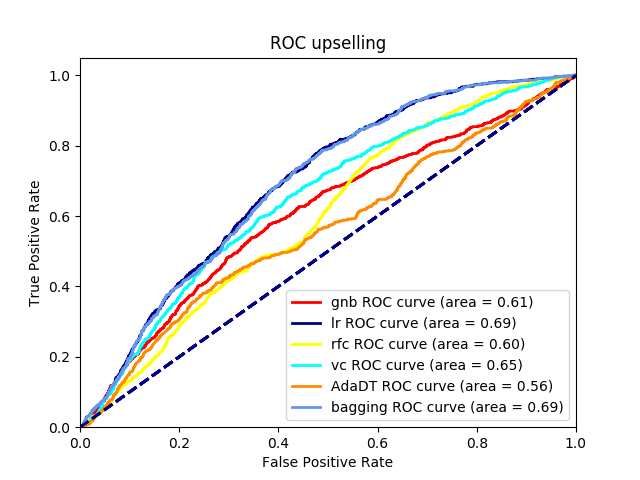 ROC upselling
True Positive Rate
1.0
0.8
0.6
0.4
0.2
0.0
gnb ROC curve (area = 0.61)
lr ROC curve (area = 0.69)
rfc ROC curve (area = 0.60)
vc ROC curve (area = 0.65)
AdaDT ROC curve (area = 0.56)
bagging ROC curve (area = 0.69)
0.0 0.2 0.4 0.6 0.8 1.0
False Positive Rate